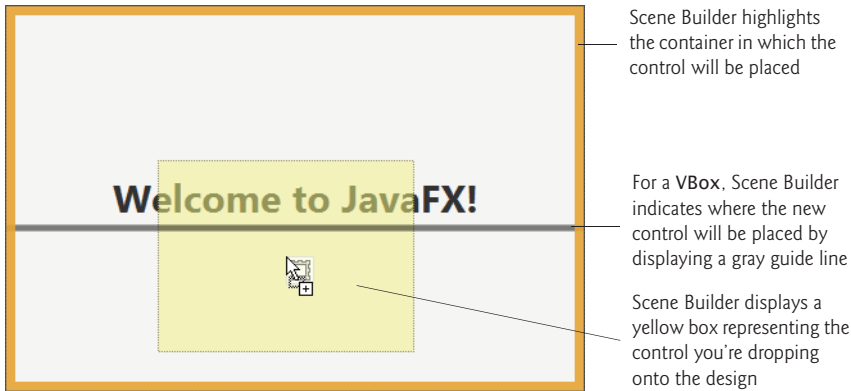 Scene Builder highlights
the container in which the
control will be placed
Welcome to JavaFX!
For a VBox, Scene Builder
indicates where the new
control will be placed by
displaying a gray guide line
Scene Builder displays a
yellow box representing the
control you're dropping
onto the design